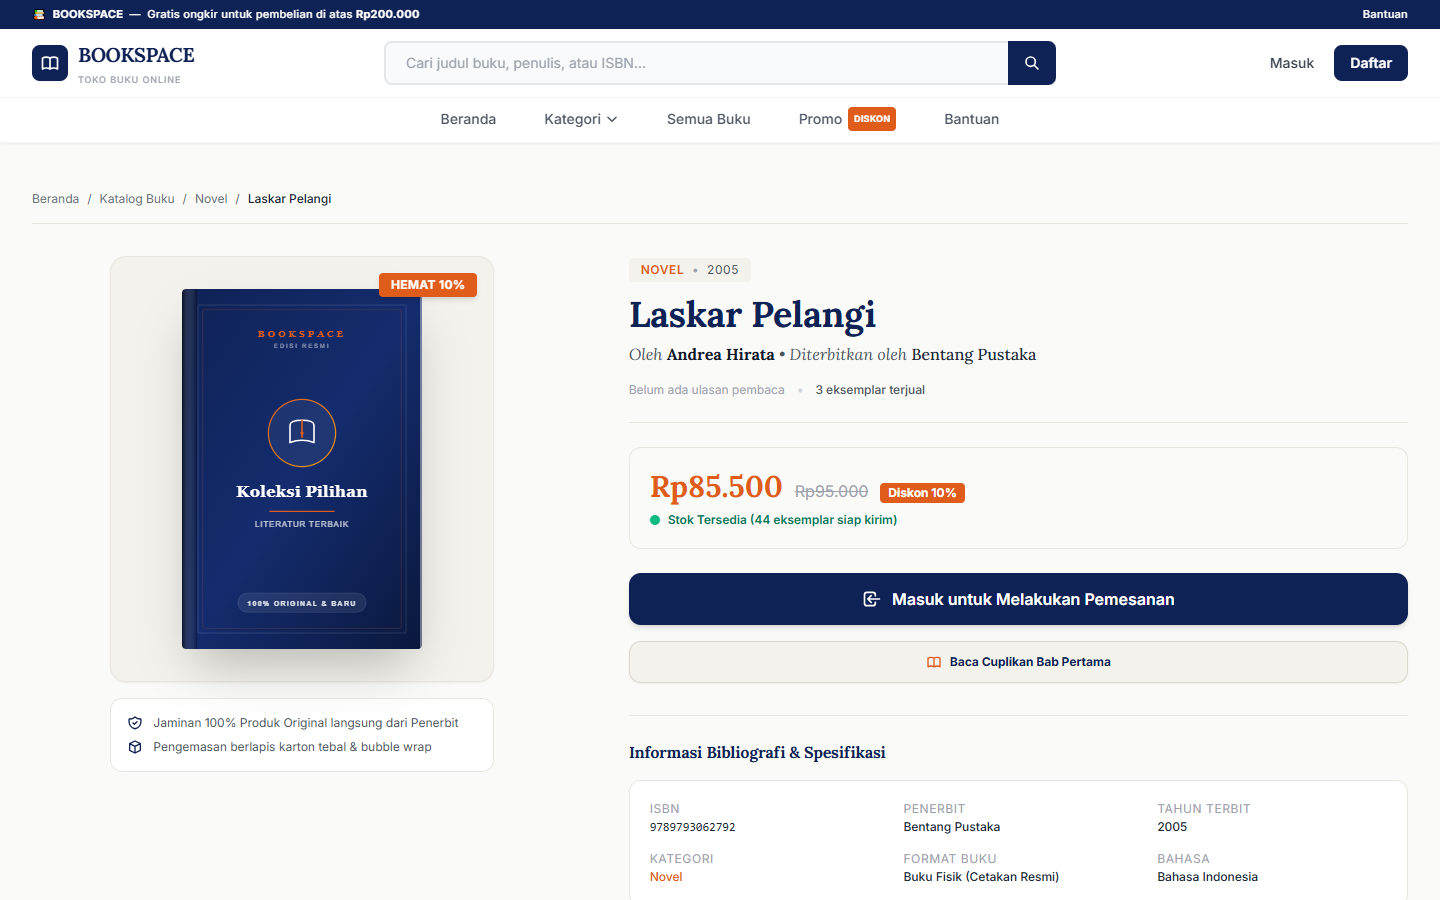 BOOKSPACE — Gratis ongkir untuk pembelian di atas Rp200.000
Bantuan
BOOKSPACE
TOKO BUKU ONLINE
Cari judul buku, penulis, atau ISBN...
Masuk
Daftar
Beranda
Kategori
Semua Buku
Promo DISKON
Bantuan
Beranda / Katalog Buku / Novel / Laskar Pelangi
HEMAT 10%
BOOKSPACE
EDISI RESMI
Koleksi Pilihan
LITERATUR TERBAIK
100% ORIGINAL & BARU
Jaminan 100% Produk Original langsung dari Penerbit
Pengemasan berlapis karton tebal & bubble wrap
NOVEL • 2005
Laskar Pelangi
Oleh Andrea Hirata • Diterbitkan oleh Bentang Pustaka
Belum ada ulasan pembaca • 3 eksemplar terjual
Rp85.500 Rp95.000 Diskon 10%
Stok Tersedia (44 eksemplar siap kirim)
Masuk untuk Melakukan Pemesanan
Baca Cuplikan Bab Pertama
Informasi Bibliografi & Spesifikasi
ISBN
9789793062792
PENERBIT
Bentang Pustaka
TAHUN TERBIT
2005
KATEGORI
Novel
FORMAT BUKU
Buku Fisik (Cetakan Resmi)
BAHASA
Bahasa Indonesia